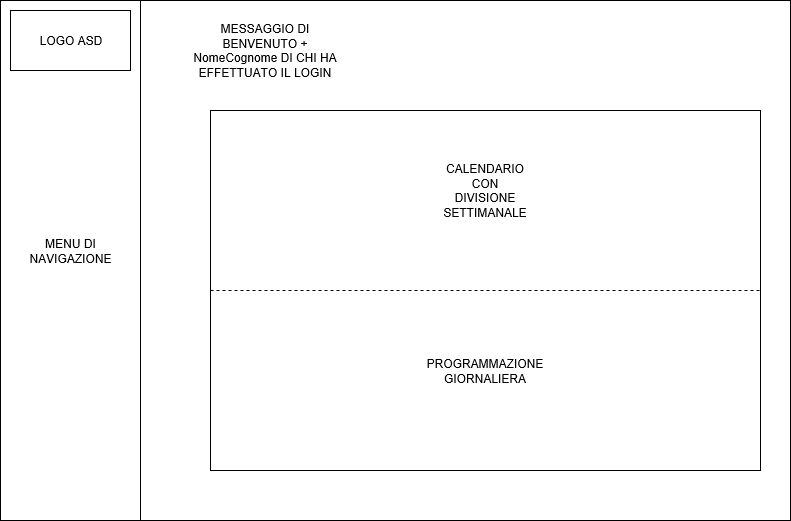 LOGO ASD
MESSAGGIO DI
BENVENUTO +
NomeCognome DI CHI HA
EFFETTUATO IL LOGIN
MENU DI
NAVIGAZIONE
CALENDARIO
CON
DIVISIONE
SETTIMANALE
PROGRAMMAZIONE
GIORNALIERA